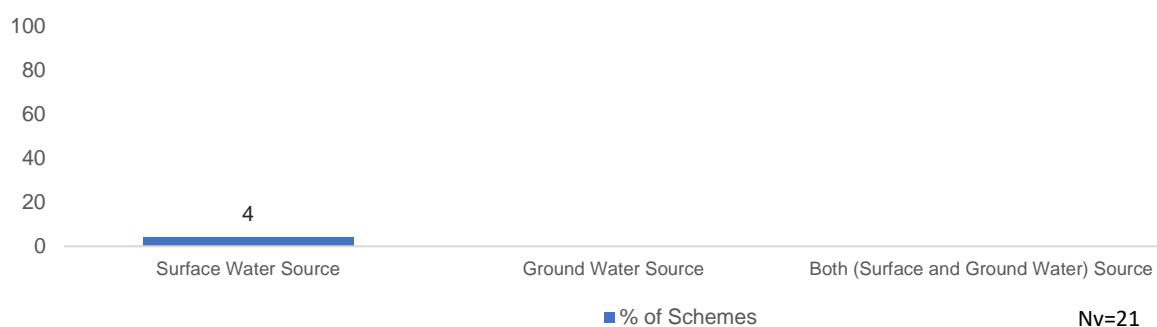 100
80
60
40
20
0
4
Surface Water Source
Ground Water Source
Both (Surface and Ground Water) Source
% of Schemes
Nv=21